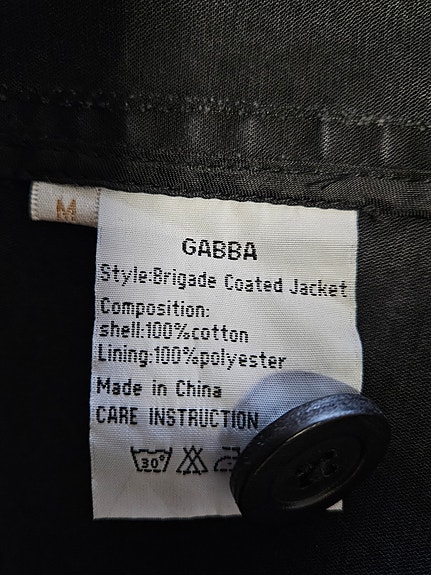 M
GABBA
Style:Brigade Coated Jacket
Composition:
shell:100%cotton
Lining:100%polyester
Made in China
CARE INSTRUCTION
30°